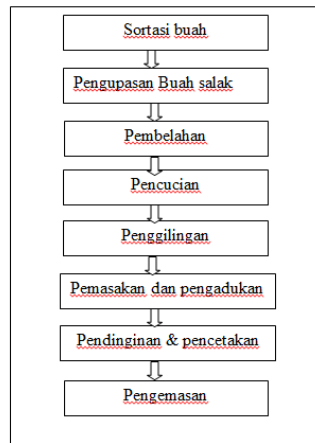 Sortasi buah
Pengupasan Buah salak
Pembelahan
Pencucian
Penggilingan
Pemasakan dan pengadukan
Pendinginan & pencetakan
Pengemasan